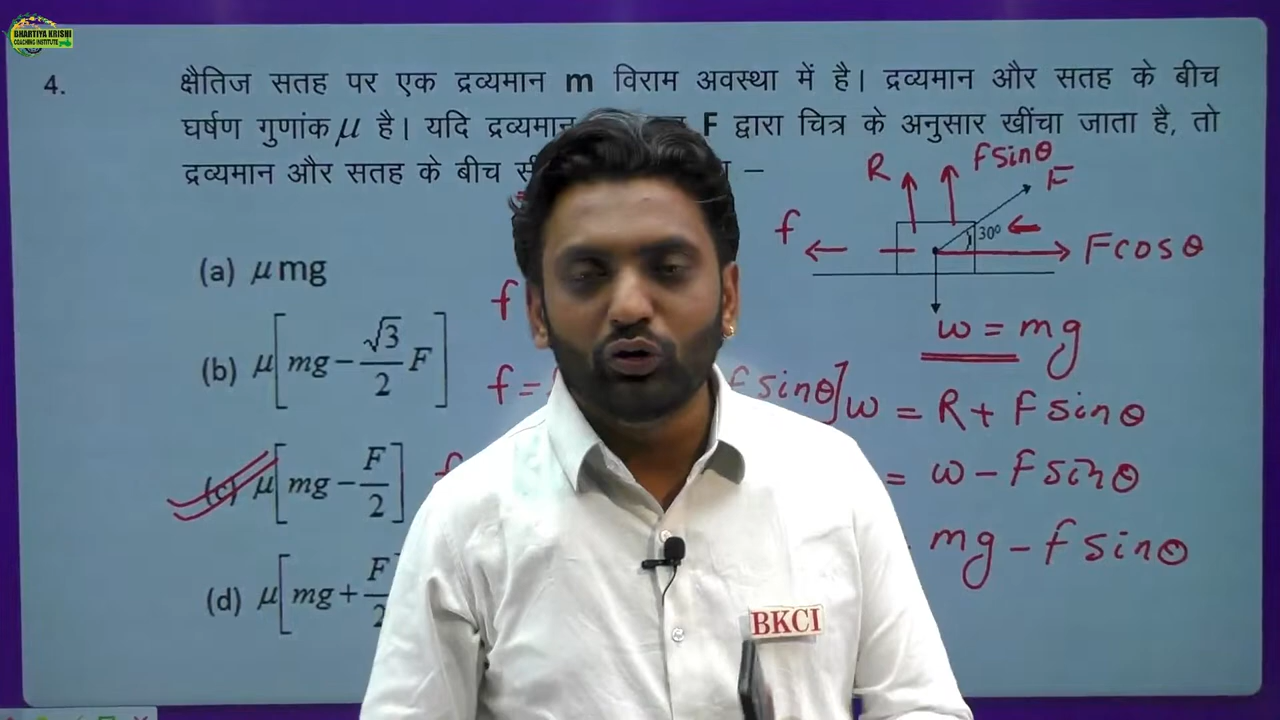 BHARTIYA KRISHI
COACHING INSTITUTE
4. क्षैतिज सतह पर एक द्रव्यमान m विराम अवस्था में है। द्रव्यमान और सतह के बीच
घर्षण गुणांक μ है। यदि द्रव्यमान F द्वारा चित्र के अनुसार खींचा जाता है, तो
द्रव्यमान और सतह के बीच –
R fsinθ F
f 30° Fcosθ
w = mg
(a) μmg
f
(b) μ[mg − √3/2 F]
f = fsinθ] w = R + fsinθ
(c) μ[mg − F/2]
f = w − fsinθ
mg − fsinθ
(d) μ[mg + F/2
BKCI